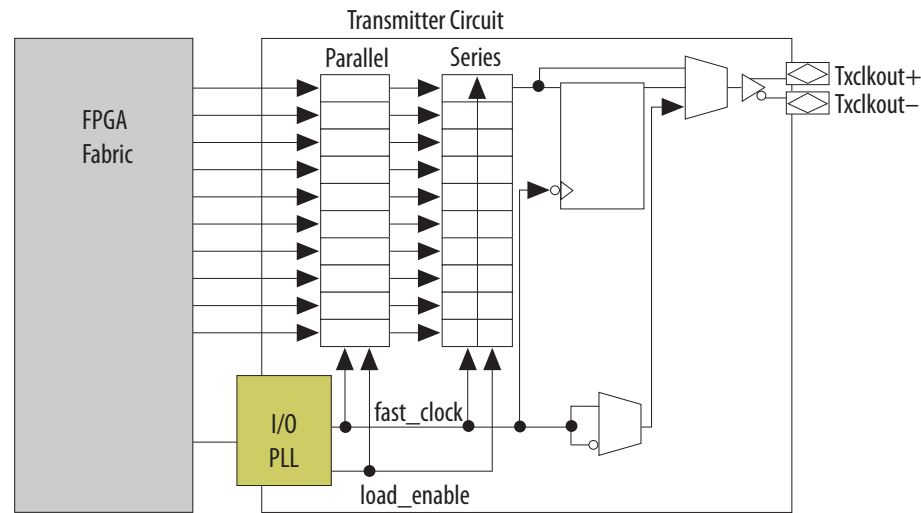 Transmitter Circuit
Parallel
Series
Txclkout+
Txclkout–
FPGA
Fabric
I/O
PLL
fast_clock
load_enable